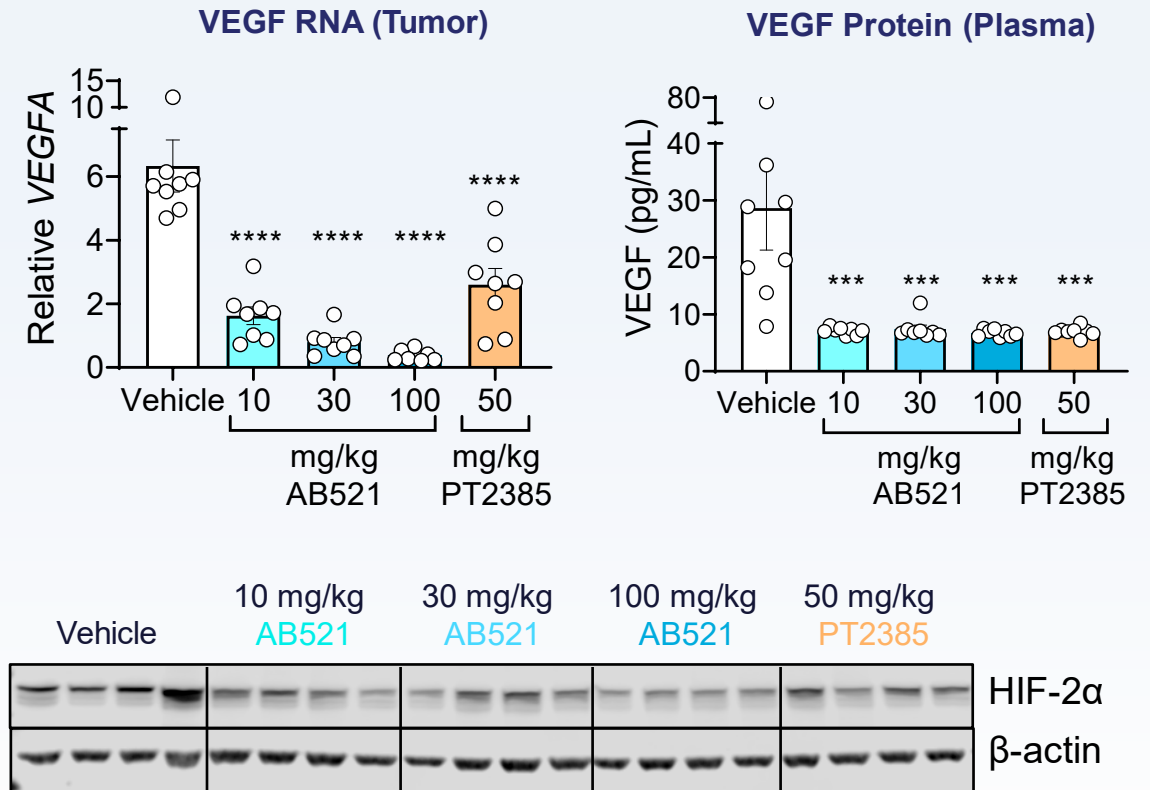 VEGF RNA (Tumor)
Relative VEGFA
15
10
6
4
2
0
****
****
****
****
Vehicle 10 30 100 50
mg/kg
AB521
mg/kg
PT2385
VEGF Protein (Plasma)
VEGF (pg/mL)
80
40
30
20
10
0
***
***
***
***
Vehicle 10 30 100 50
mg/kg
AB521
mg/kg
PT2385
Vehicle
10 mg/kg
AB521
30 mg/kg
AB521
100 mg/kg
AB521
50 mg/kg
PT2385
HIF-2α
β-actin